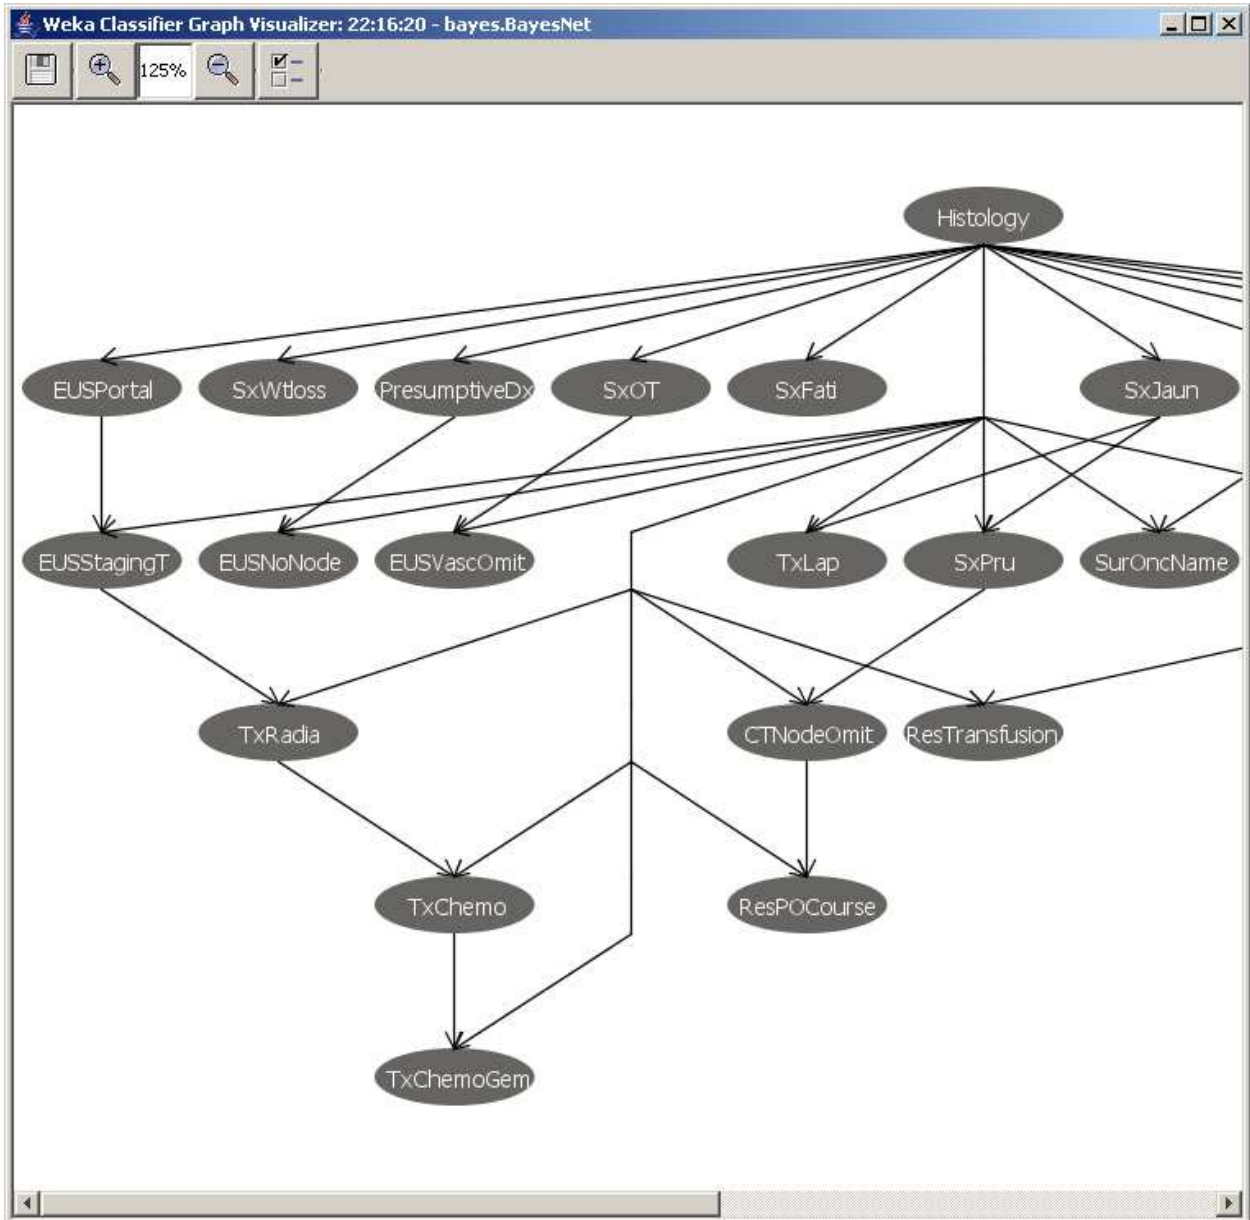 Weka Classifier Graph Visualizer: 22:16:20 - bayes.BayesNet
125%
Histology
EUSPortal SxWtloss PresumptiveDx SxOT SxFati SxJaun
EUSStagingT EUSNoNode EUSVascOmit TxLap SxPru SurOncName
TxRadia CTNodeOmit ResTransfusion
TxChemo ResPOCourse
TxChemoGem